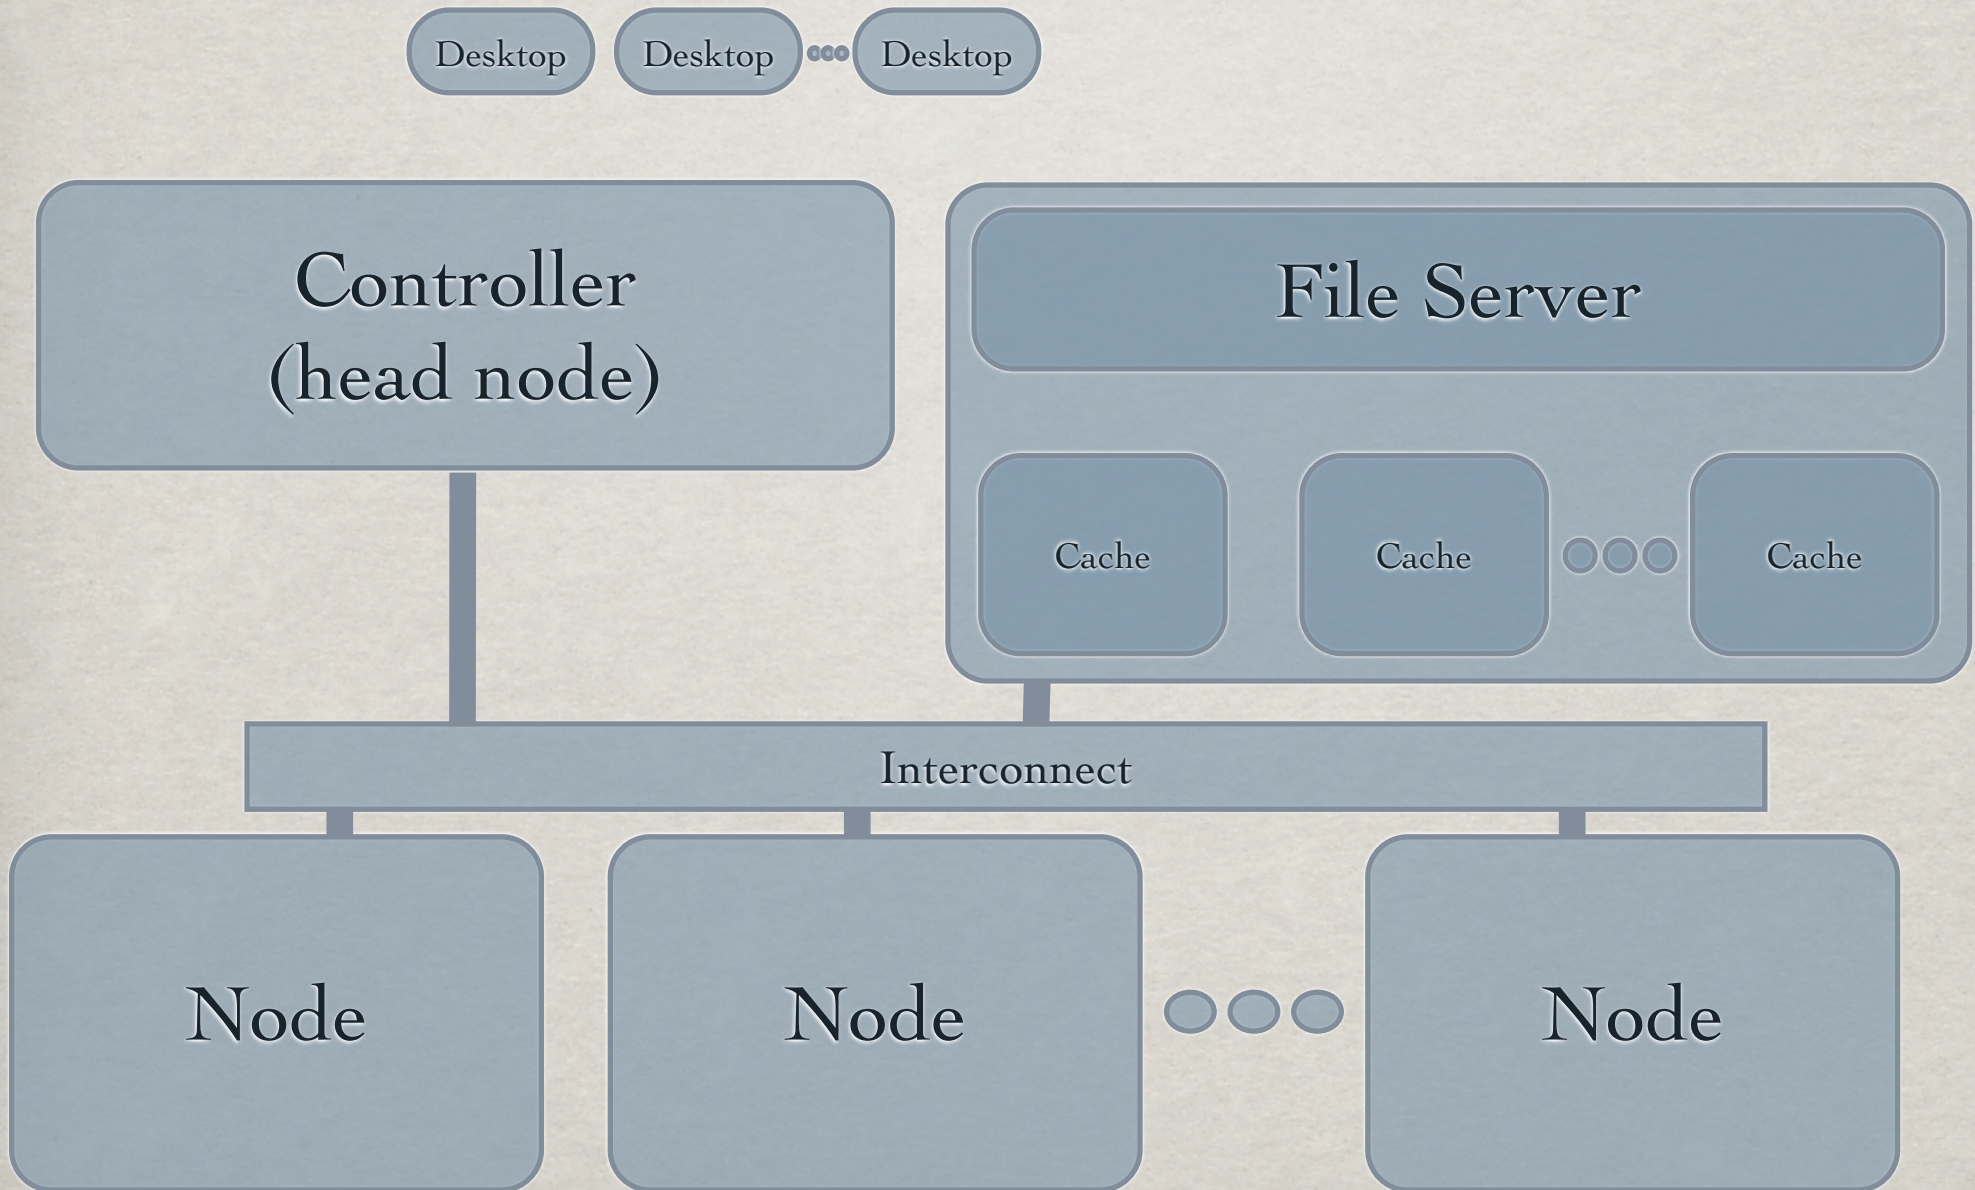 Desktop
Desktop
Desktop
Controller
(head node)
File Server
Cache
Cache
Cache
Interconnect
Node
Node
Node